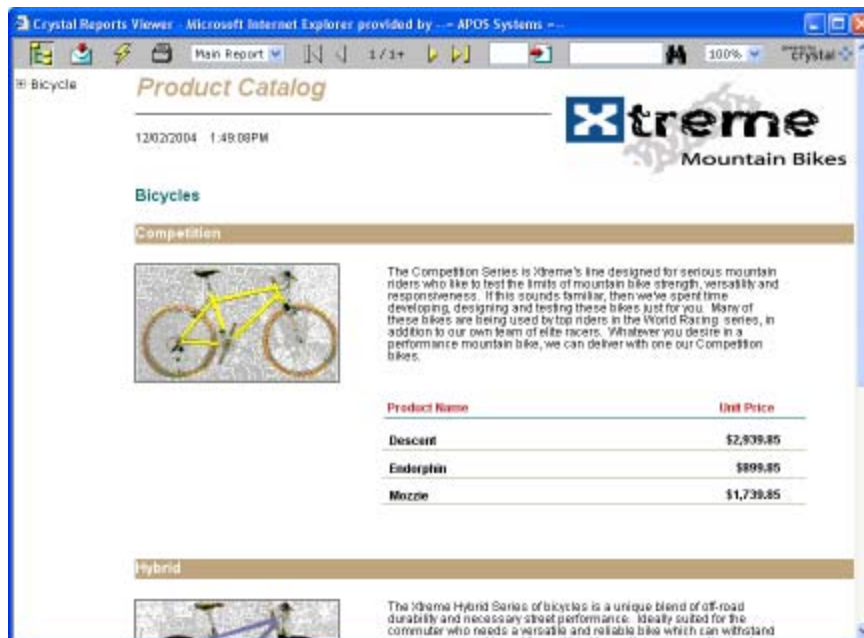 Crystal Reports Viewer - Microsoft Internet Explorer provided by --= APOS Systems =--
Main Report
1 / 1+
100%
crystal
Bicycle
Product Catalog
12/02/2004 1:49:08PM
Xtreme
Mountain Bikes
Bicycles
Competition
The Competition Series is Xtreme's line designed for serious mountain
riders who like to test the limits of mountain bike strength, versatility and
responsiveness. If this sounds familiar, then we've spent time
developing, designing and testing these bikes just for you. Many of
these bikes are being used by top riders in the World Racing series, in
addition to our own team of elite racers. Whatever you desire in a
performance mountain bike, we can deliver with one our Competition
bikes.
Product Name Unit Price
Descent $2,939.85
Endorphin $899.85
Mozzie $1,739.85
Hybrid
The Xtreme Hybrid Series of bicycles is a unique blend of off-road
durability and necessary street performance. Ideally suited for the
commuter who needs a versatile and reliable bike which can withstand